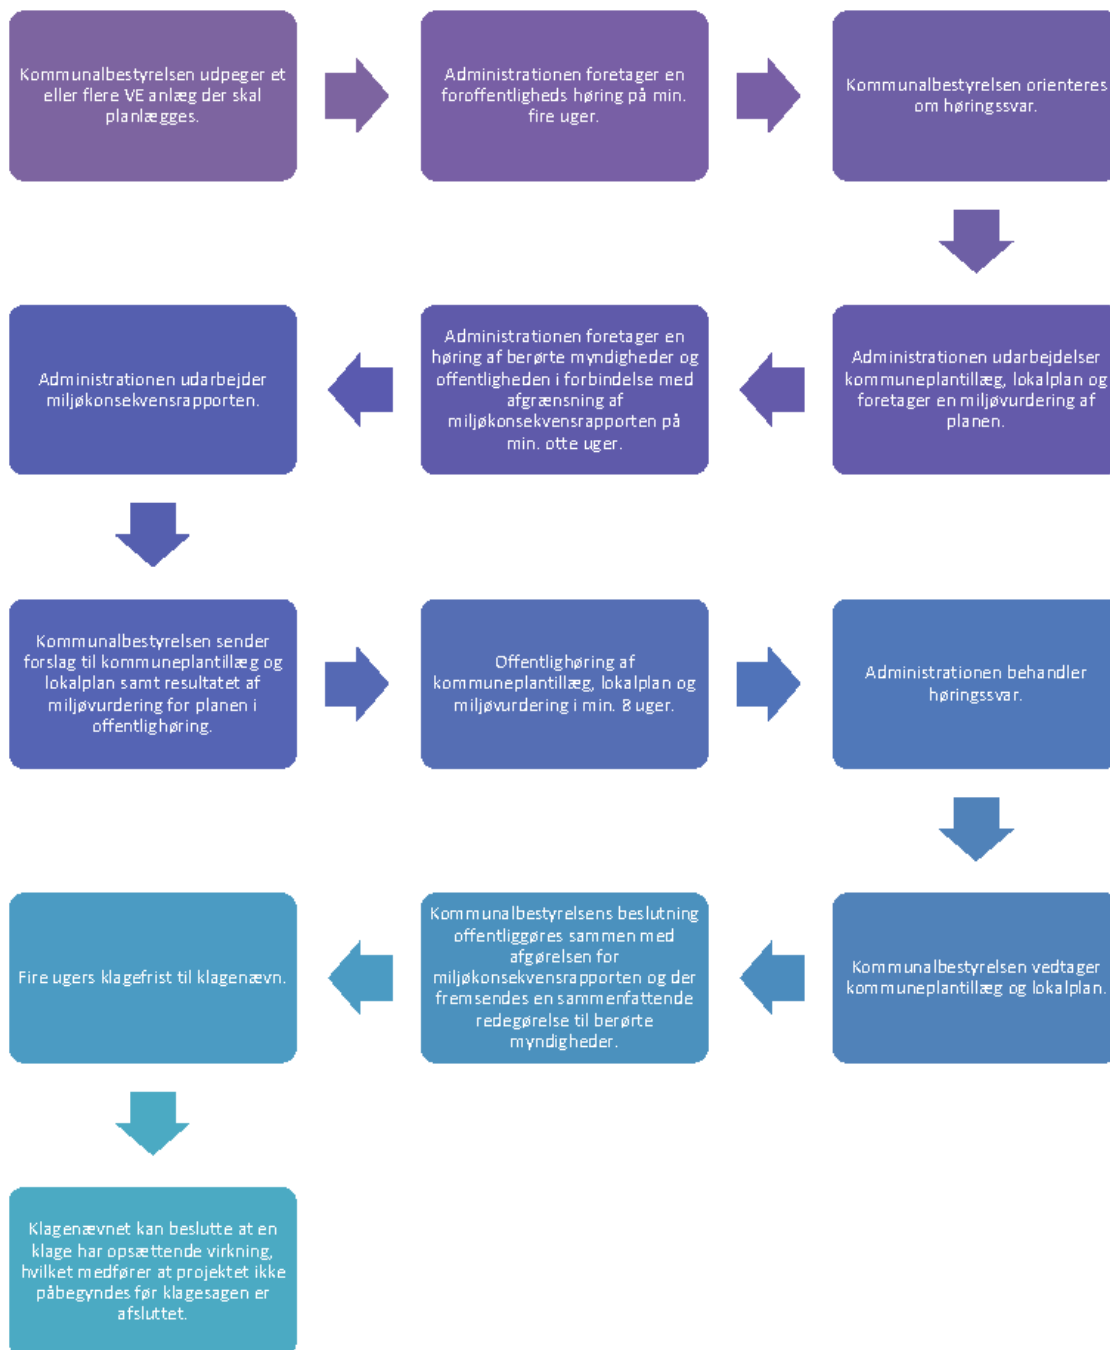 Kommunalbestyrelsen udpeger et
eller flere VE anlæg der skal
planlægges.
Administrationen foretager en
foroffentligheds høring på min.
fire uger.
Kommunalbestyrelsen orienteres
om høringssvar.
Administrationen udarbejdelser
kommuneplantillæg, lokalplan og
foretager en miljøvurdering af
planen.
Administrationen foretager en
høring af berørte myndigheder og
offentligheden i forbindelse med
afgrænsning af
miljøkonsekvensrapporten på
min. otte uger.
Administrationen udarbejder
miljøkonsekvensrapporten.
Kommunalbestyrelsen sender
forslag til kommuneplantillæg og
lokalplan samt resultatet af
miljøvurdering for planen i
offentlighøring.
Offentlighøring af
kommuneplantillæg, lokalplan og
miljøvurdering i min. 8 uger.
Administrationen behandler
høringssvar.
Kommunalbestyrelsen vedtager
kommuneplantillæg og lokalplan.
Kommunalbestyrelsens beslutning
offentliggøres sammen med
afgørelsen for
miljøkonsekvensrapporten og der
fremsendes en sammenfattende
redegørelse til berørte
myndigheder.
Fire ugers klagefrist til klagenævn.
Klagenævnet kan beslutte at en
klage har opsættende virkning,
hvilket medfører at projektet ikke
påbegyndes før klagesagen er
afsluttet.